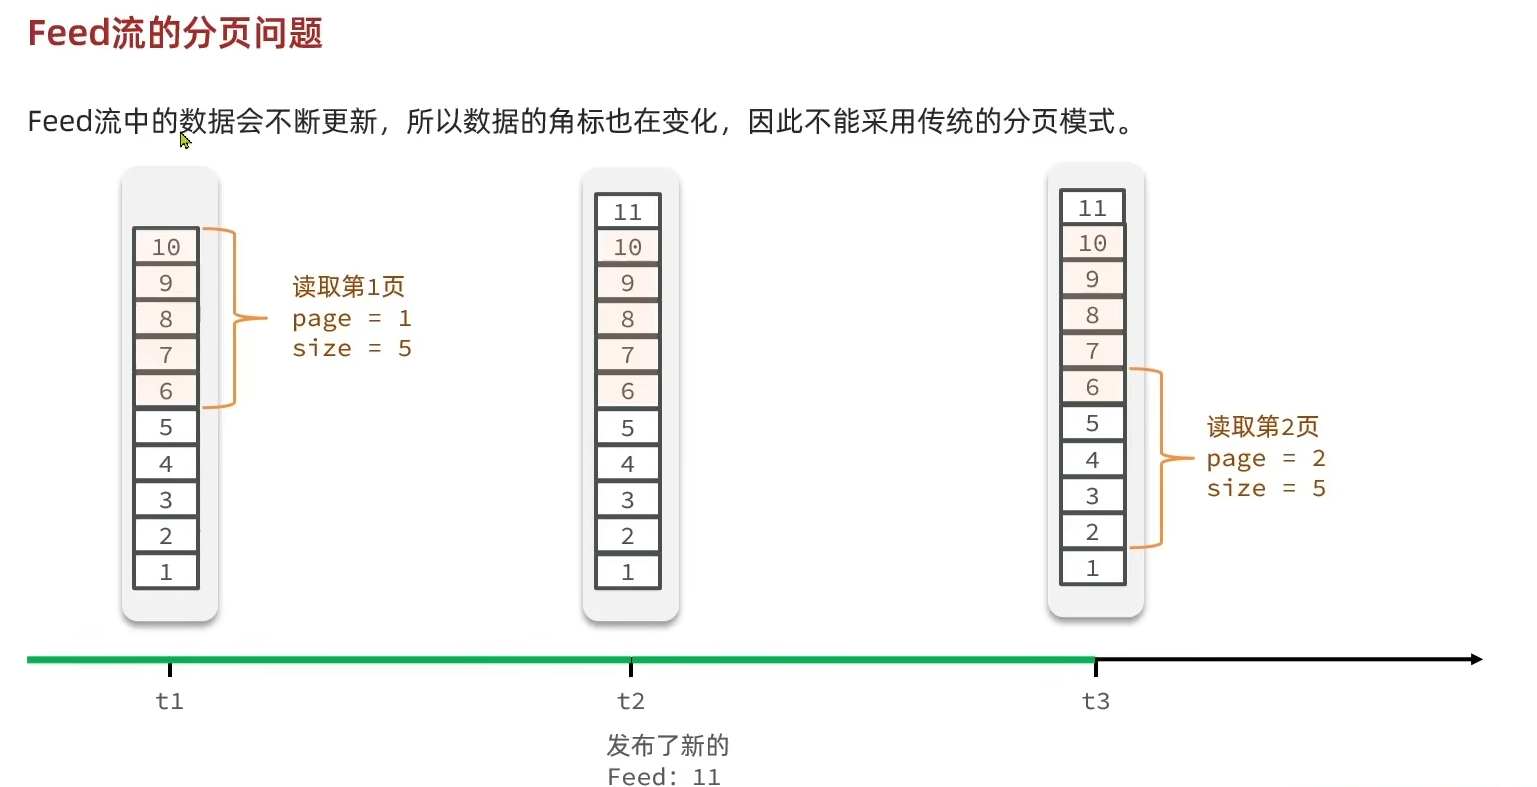 Feed流的分页问题
Feed流中的数据会不断更新，所以数据的角标也在变化，因此不能采用传统的分页模式。
10
9
8
7
6
5
4
3
2
1
读取第1页
page = 1
size = 5
11
10
9
8
7
6
5
4
3
2
1
11
10
9
8
7
6
5
4
3
2
1
读取第2页
page = 2
size = 5
t1
t2
t3
发布了新的
Feed：11